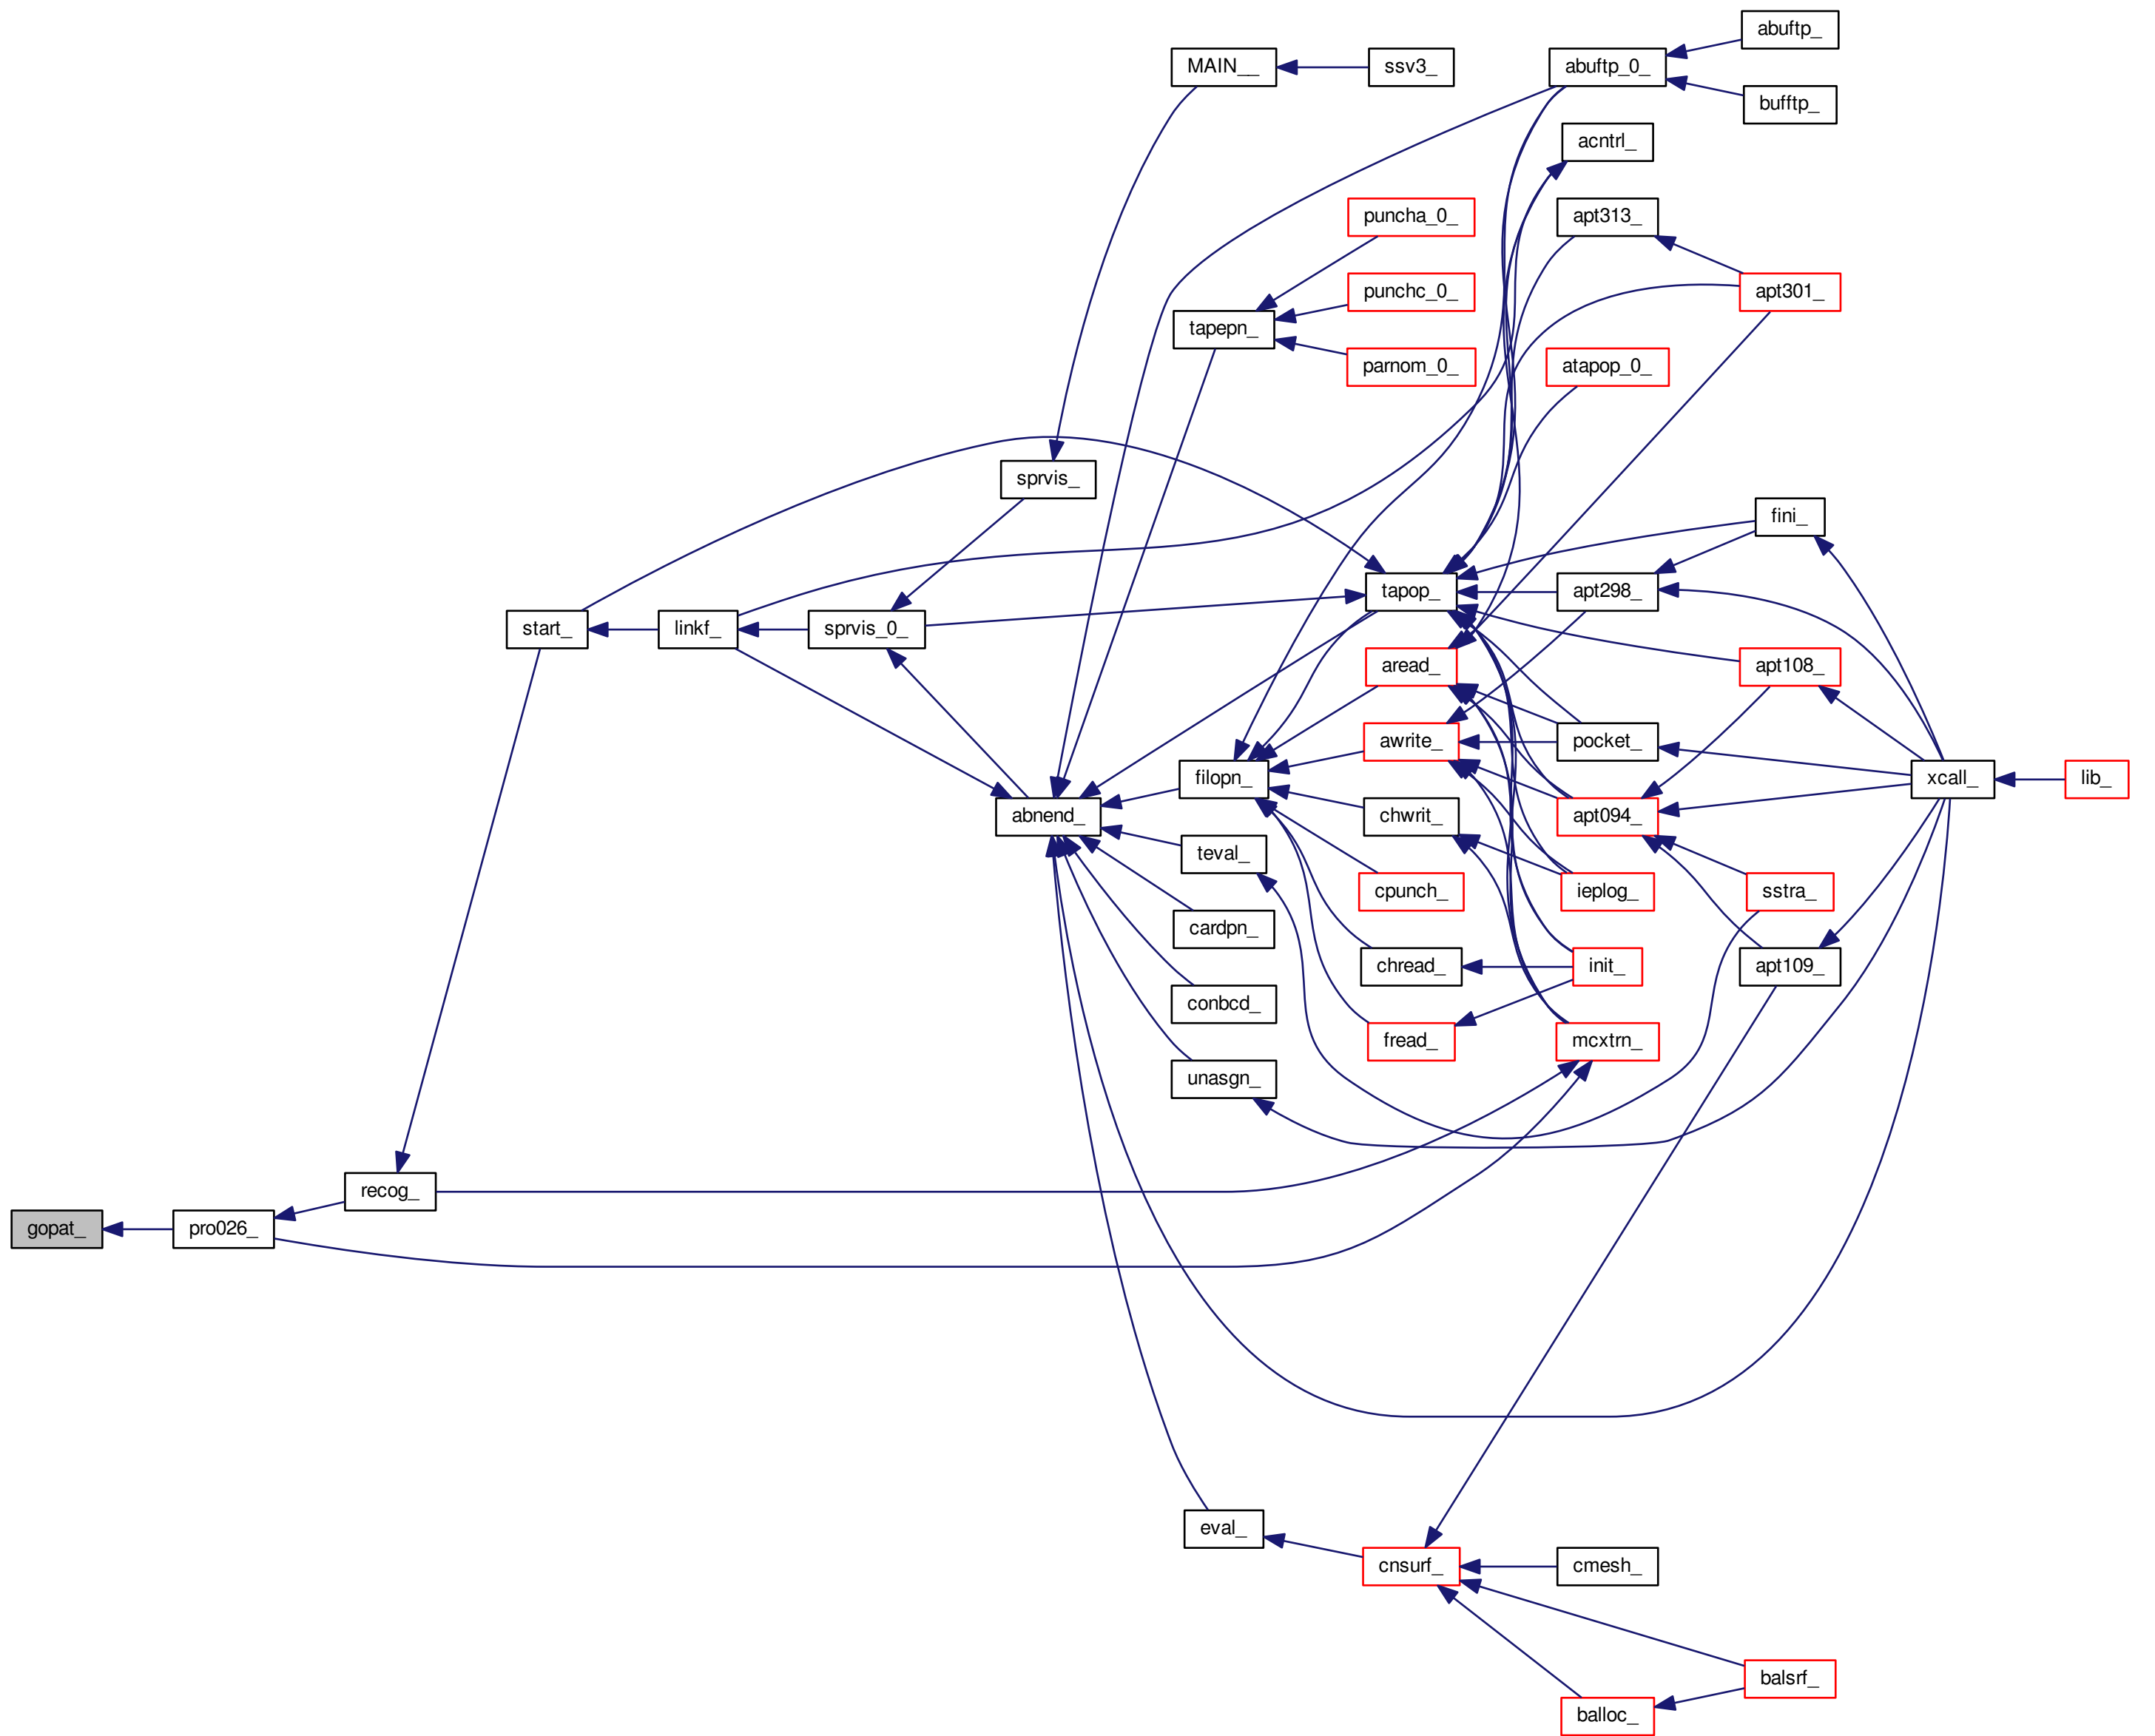 abuftp_
MAIN__
ssv3_
abuftp_0_
bufftp_
acntrl_
puncha_0_
apt313_
punchc_0_
apt301_
tapepn_
parnom_0_
atapop_0_
sprvis_
fini_
tapop_
apt298_
start_
linkf_
sprvis_0_
aread_
apt108_
awrite_
pocket_
filopn_
xcall_
lib_
abnend_
chwrit_
apt094_
teval_
cpunch_
ieplog_
sstra_
cardpn_
chread_
init_
apt109_
conbcd_
fread_
mcxtrn_
unasgn_
recog_
gopat_
pro026_
eval_
cnsurf_
cmesh_
balsrf_
balloc_